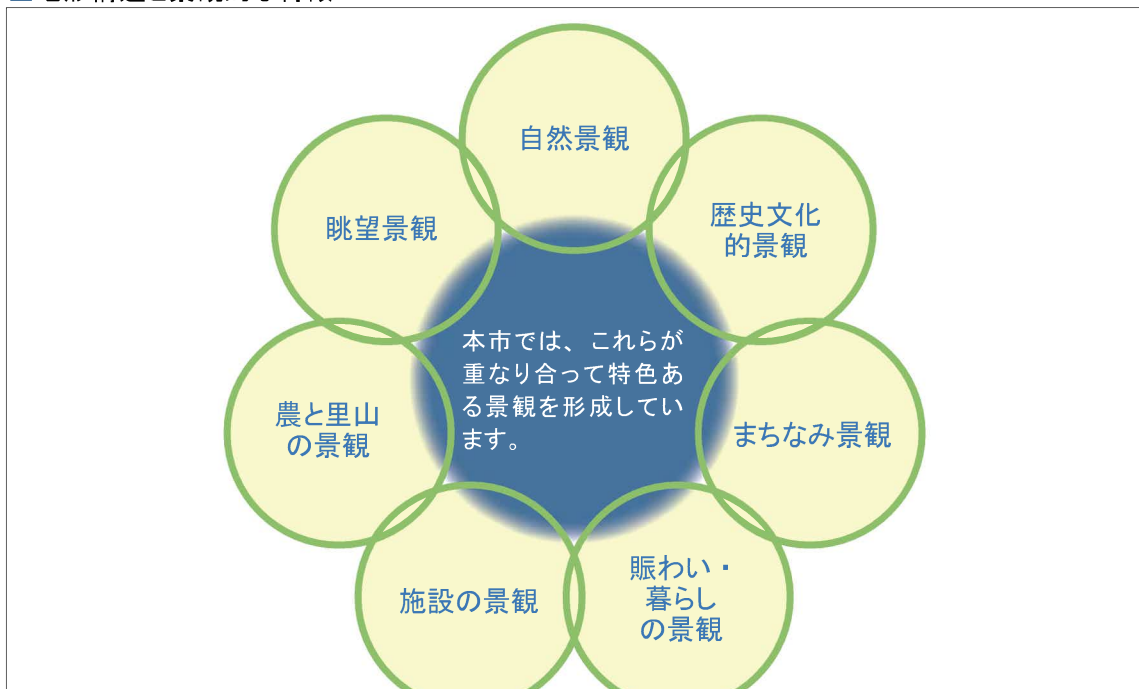 自然景観
眺望景観
歴史文化
的景観
本市では、これらが
重なり合って特色あ
る景観を形成してい
ます。
農と里山
の景観
まちなみ景観
施設の景観
賑わい・
暮らし
の景観